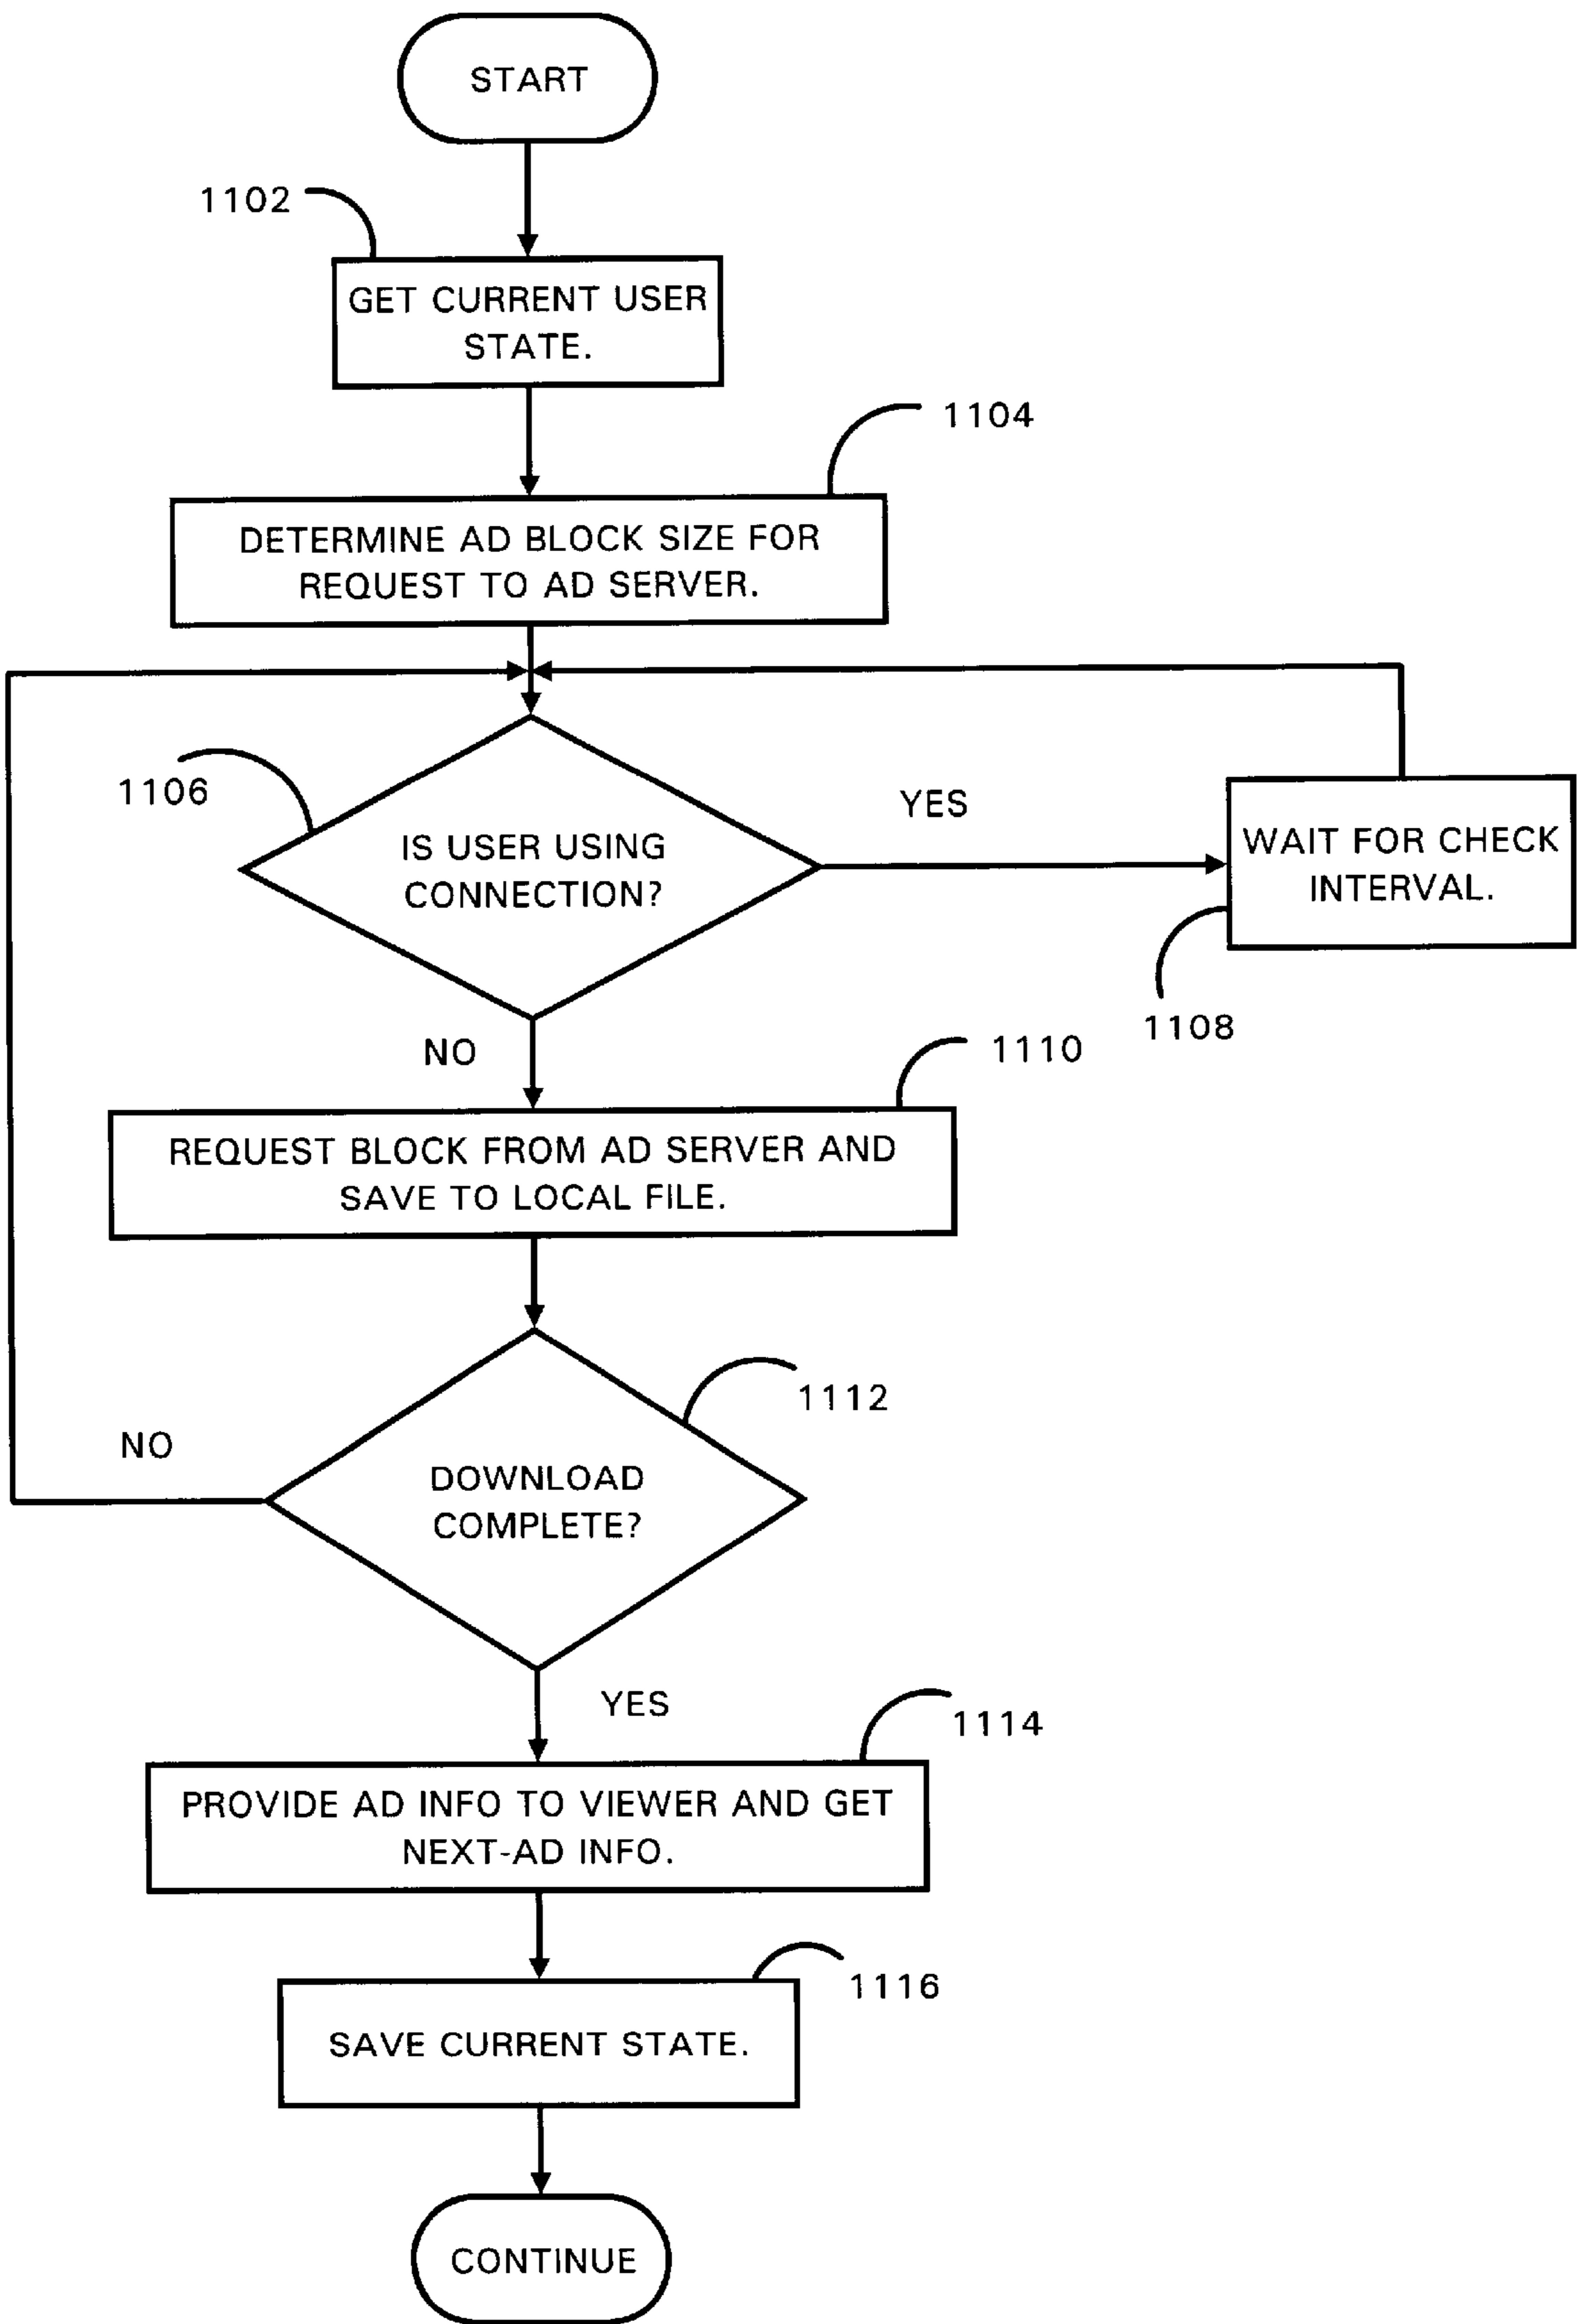 START
1102
GET CURRENT USER
STATE.
1104
DETERMINE AD BLOCK SIZE FOR
REQUEST TO AD SERVER.
1106
IS USER USING
CONNECTION?
YES
WAIT FOR CHECK
INTERVAL.
1108
NO
1110
REQUEST BLOCK FROM AD SERVER AND
SAVE TO LOCAL FILE.
1112
NO
DOWNLOAD
COMPLETE?
YES
1114
PROVIDE AD INFO TO VIEWER AND GET
NEXT-AD INFO.
1116
SAVE CURRENT STATE.
CONTINUE